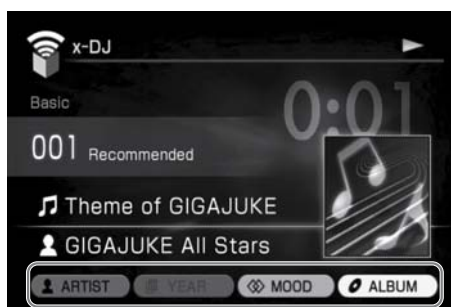 x-DJ
Basic
0:01
001 Recommended
Theme of GIGAJUKE
GIGAJUKE All Stars
ARTIST YEAR MOOD ALBUM